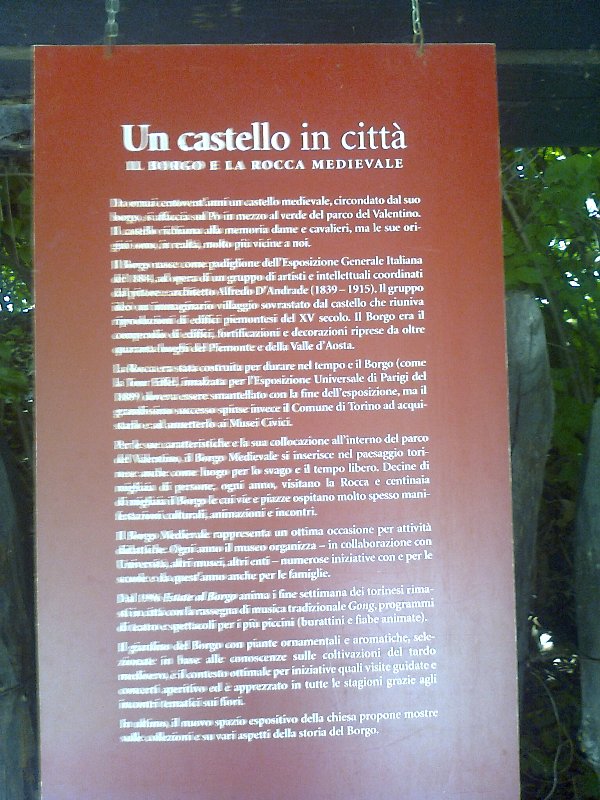 Un castello in città
IL BORGO E LA ROCCA MEDIEVALE
Da ormai centovent'anni un castello medievale, circondato dal suo
borgo, si affaccia sul Po in mezzo al verde del parco del Valentino.
Il castello richiama alla memoria dame e cavalieri, ma le sue ori-
gini sono, in realtà, molto più vicine a noi.
Il Borgo nasce come padiglione dell'Esposizione Generale Italiana
del 1884, ad opera di un gruppo di artisti e intellettuali coordinati
dal pittore e architetto Alfredo D'Andrade (1839 – 1915). Il gruppo
ideò un immaginario villaggio sovrastato dal castello che riuniva
riproduzioni di edifici piemontesi del XV secolo. Il Borgo era il
compendio di edifici, fortificazioni e decorazioni riprese da oltre
quaranta luoghi del Piemonte e della Valle d'Aosta.
La Rocca era stata costruita per durare nel tempo e il Borgo (come
la Tour Eiffel, innalzata per l'Esposizione Universale di Parigi del
1889) doveva essere smantellato con la fine dell'esposizione, ma il
grandissimo successo spinse invece il Comune di Torino ad acqui-
starlo e ad annetterlo ai Musei Civici.
Per le sue caratteristiche e la sua collocazione all'interno del parco
del Valentino, il Borgo Medievale si inserisce nel paesaggio tori-
nese anche come luogo per lo svago e il tempo libero. Decine di
migliaia di persone, ogni anno, visitano la Rocca e centinaia
di migliaia il Borgo le cui vie e piazze ospitano molto spesso mani-
festazioni culturali, animazioni e incontri.
Il Borgo Medievale rappresenta un ottima occasione per attività
didattiche. Ogni anno il museo organizza – in collaborazione con
Università, altri musei, altri enti – numerose iniziative con e per le
scuole e da quest'anno anche per le famiglie.
Dal 1996 Estate al Borgo anima i fine settimana dei torinesi rima-
sti in città con la rassegna di musica tradizionale Gong, programmi
di teatro e spettacoli per i più piccini (burattini e fiabe animate).
Il giardino del Borgo con piante ornamentali e aromatiche, sele-
zionate in base alle conoscenze sulle coltivazioni del tardo
medioevo, è il contesto ottimale per iniziative quali visite guidate e
concerti aperitivo ed è apprezzato in tutte le stagioni grazie agli
incontri tematici sui fiori.
In ultimo, il nuovo spazio espositivo della chiesa propone mostre
sulle collezioni e su vari aspetti della storia del Borgo.